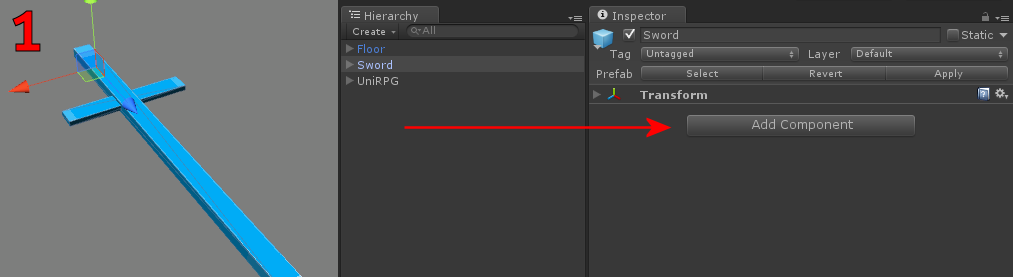 1
Hierarchy
Create
All
Floor
Sword
UniRPG
Inspector
Sword
Static
Tag Untagged Layer Default
Prefab Select Revert Apply
Transform
Add Component